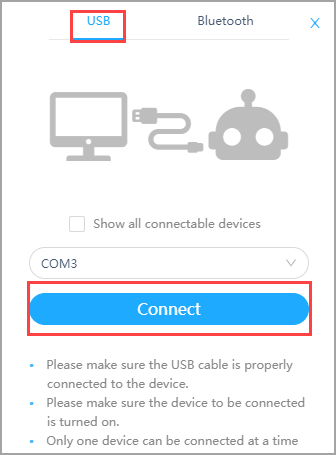 USB
Bluetooth
X
Show all connectable devices
COM3
Connect
• Please make sure the USB cable is properly
connected to the device.
• Please make sure the device to be connected
is turned on.
• Only one device can be connected at a time